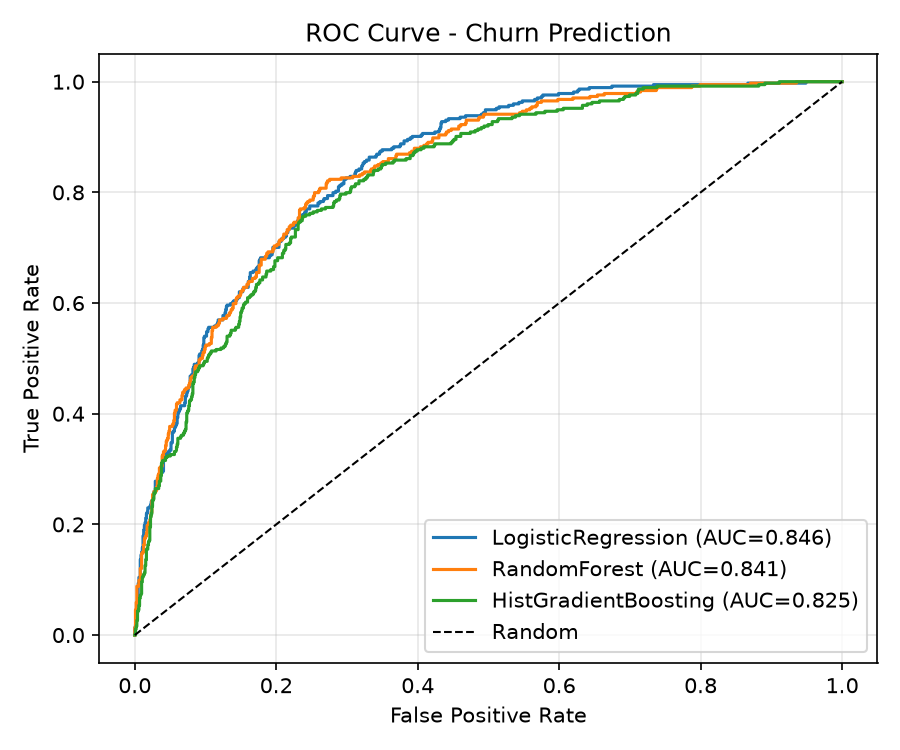 ROC Curve - Churn Prediction
True Positive Rate
1.0
0.8
0.6
0.4
0.2
0.0
LogisticRegression (AUC=0.846)
RandomForest (AUC=0.841)
HistGradientBoosting (AUC=0.825)
Random
0.0 0.2 0.4 0.6 0.8 1.0
False Positive Rate